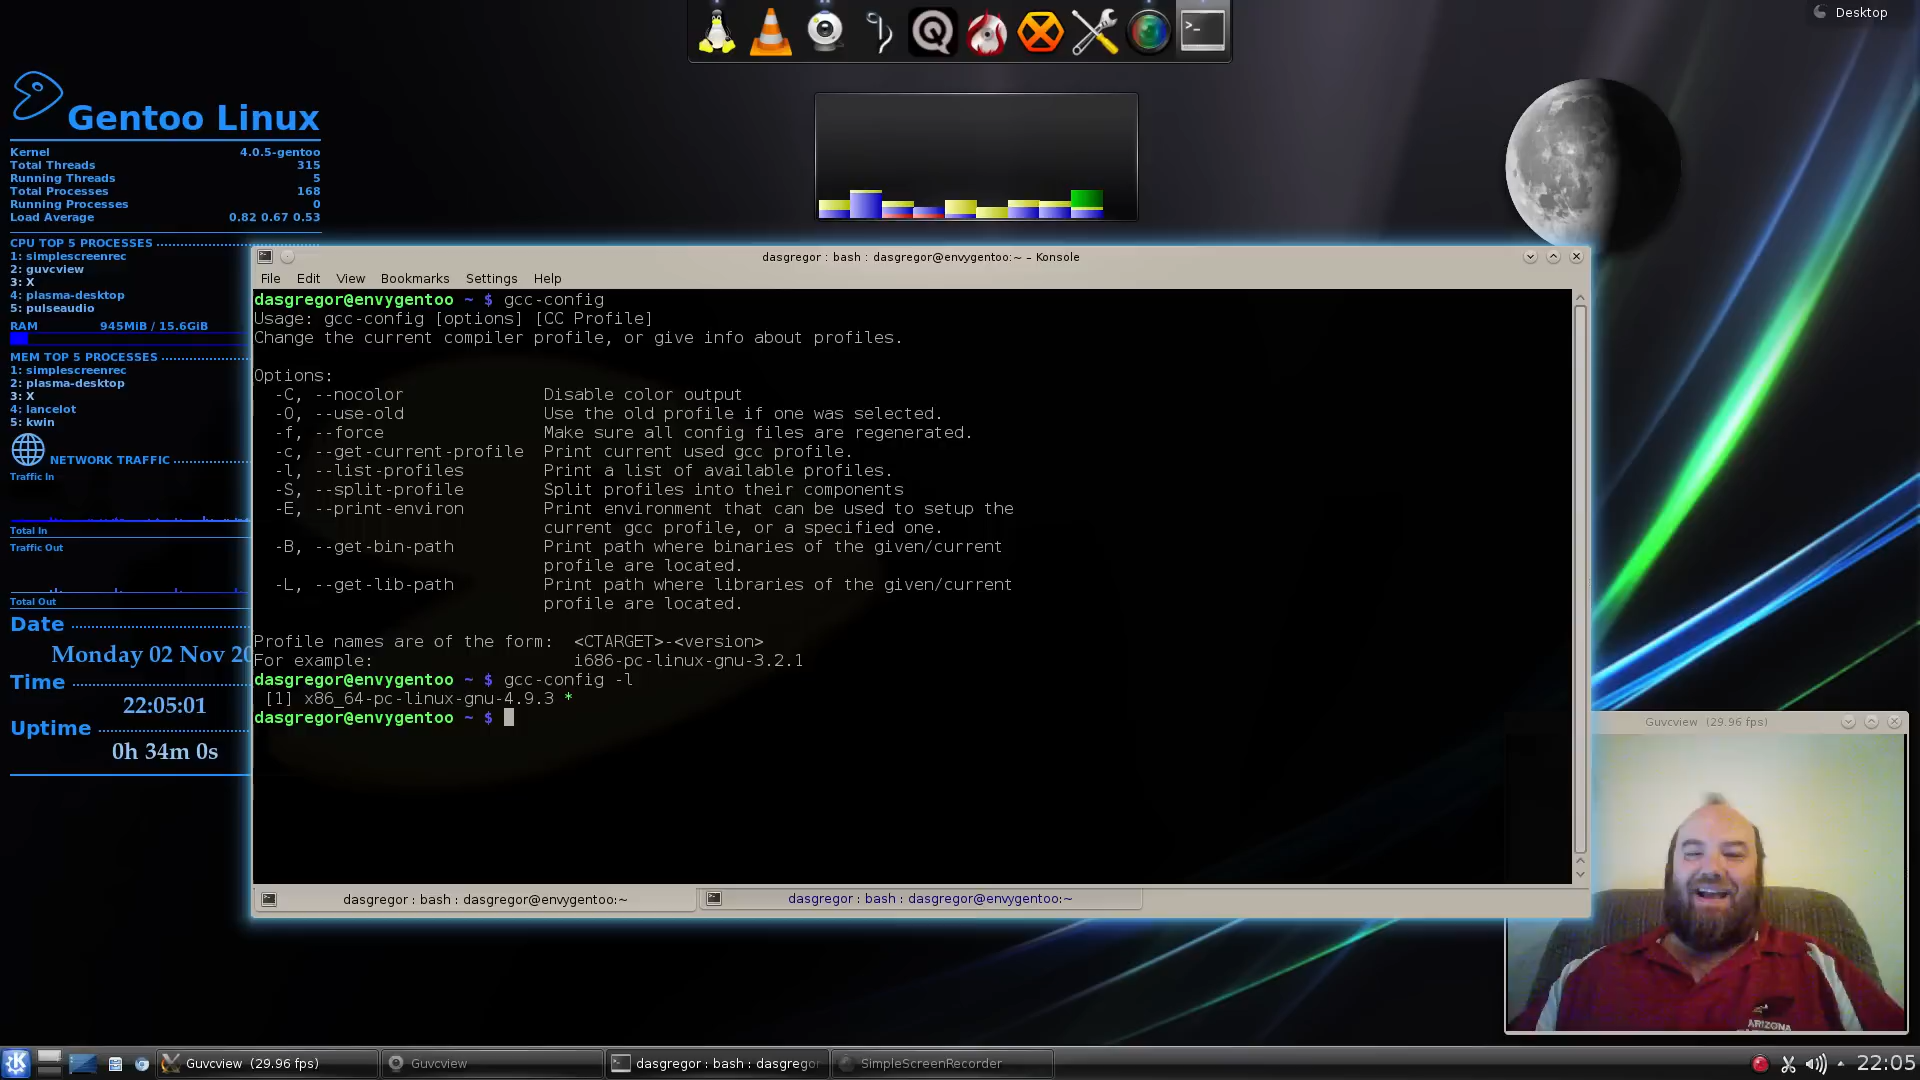 Desktop
Gentoo Linux
Kernel 4.0.5-gentoo
Total Threads 315
Running Threads 5
Total Processes 168
Running Processes 0
Load Average 0.82 0.67 0.53
CPU TOP 5 PROCESSES
1: simplescreenrec
2: guvcview
3: X
4: plasma-desktop
5: pulseaudio
RAM 945MiB / 15.6GiB
MEM TOP 5 PROCESSES
1: simplescreenrec
2: plasma-desktop
3: X
4: lancelot
5: kwin
NETWORK TRAFFIC
Traffic In
Total In
Traffic Out
Total Out
Date
Monday 02 Nov 20
Time
22:05:01
Uptime
0h 34m 0s
dasgregor : bash : dasgregor@envygentoo:~ – Konsole
File Edit View Bookmarks Settings Help
dasgregor@envygentoo ~ $ gcc-config
Usage: gcc-config [options] [CC Profile]
Change the current compiler profile, or give info about profiles.
Options:
-C, --nocolor Disable color output
-O, --use-old Use the old profile if one was selected.
-f, --force Make sure all config files are regenerated.
-c, --get-current-profile Print current used gcc profile.
-l, --list-profiles Print a list of available profiles.
-S, --split-profile Split profiles into their components
-E, --print-environ Print environment that can be used to setup the
current gcc profile, or a specified one.
-B, --get-bin-path Print path where binaries of the given/current
profile are located.
-L, --get-lib-path Print path where libraries of the given/current
profile are located.
Profile names are of the form: <CTARGET>-<version>
For example: i686-pc-linux-gnu-3.2.1
dasgregor@envygentoo ~ $ gcc-config -l
[1] x86_64-pc-linux-gnu-4.9.3 *
dasgregor@envygentoo ~ $
dasgregor : bash : dasgregor@envygentoo:~
dasgregor : bash : dasgregor@envygentoo:~
Guvcview (29.96 fps)
ARIZONA
Guvcview (29.96 fps)
Guvcview
dasgregor : bash : dasgrego
SimpleScreenRecorder
22:05